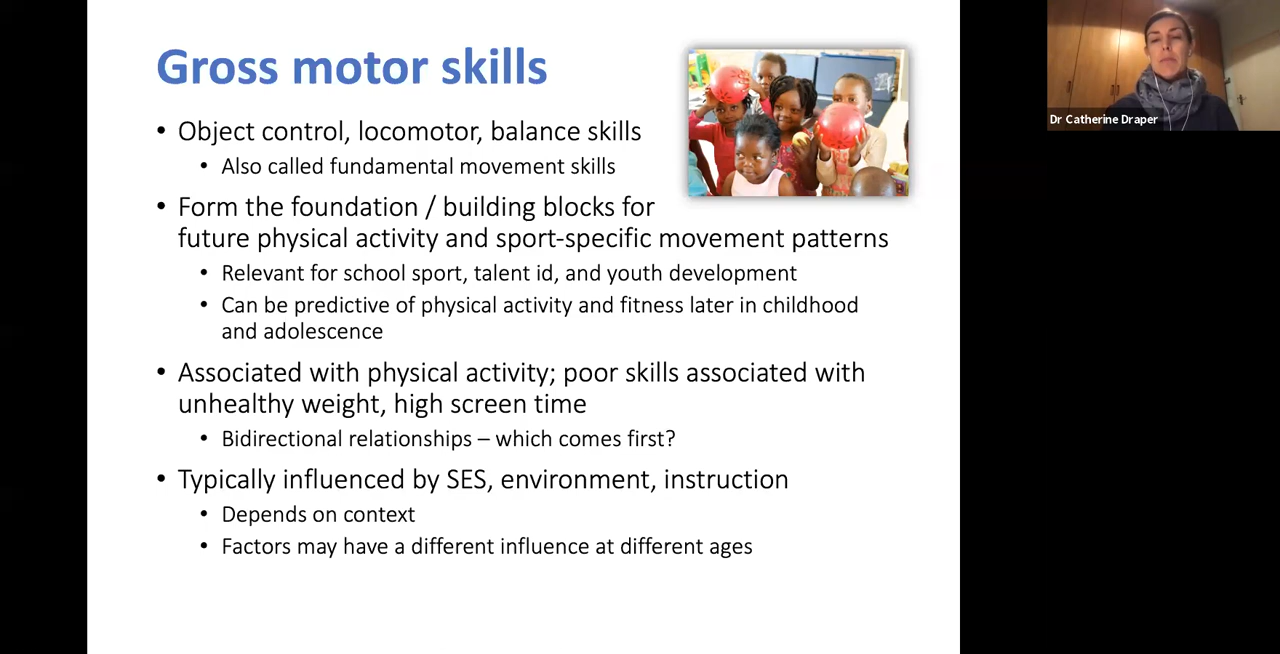 Gross motor skills
• Object control, locomotor, balance skills
• Also called fundamental movement skills
• Form the foundation / building blocks for
future physical activity and sport-specific movement patterns
• Relevant for school sport, talent id, and youth development
• Can be predictive of physical activity and fitness later in childhood
and adolescence
• Associated with physical activity; poor skills associated with
unhealthy weight, high screen time
• Bidirectional relationships – which comes first?
• Typically influenced by SES, environment, instruction
• Depends on context
• Factors may have a different influence at different ages
Dr Catherine Draper